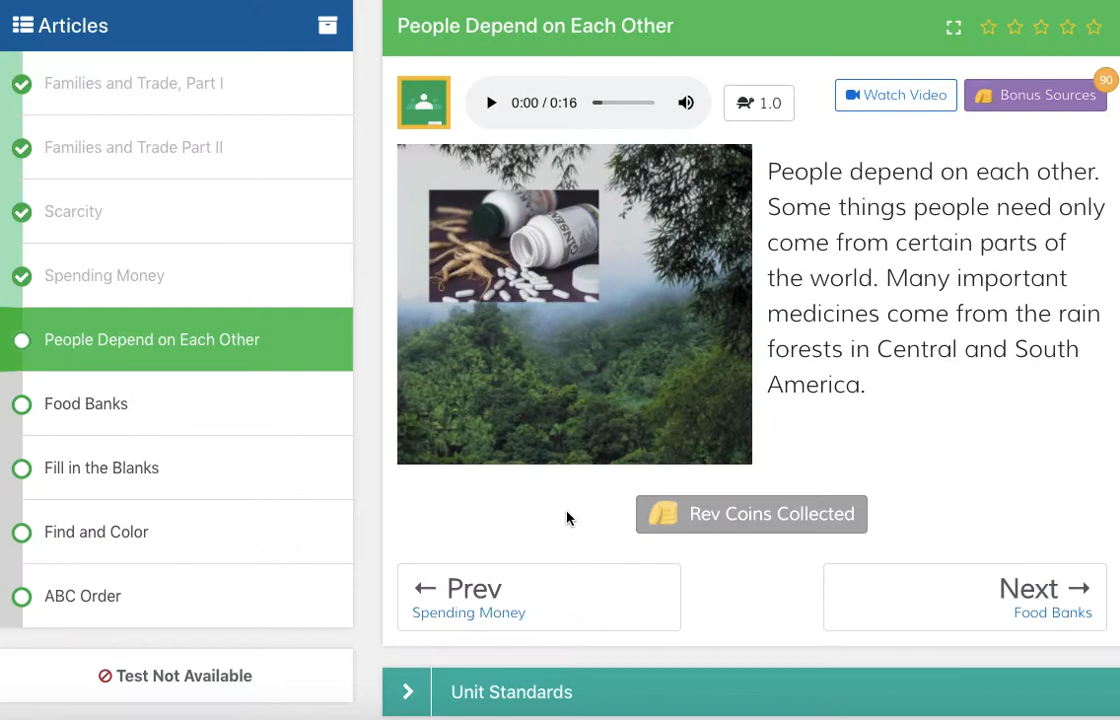 Articles
Families and Trade, Part I
Families and Trade Part II
Scarcity
Spending Money
People Depend on Each Other
Food Banks
Fill in the Blanks
Find and Color
ABC Order
Test Not Available
People Depend on Each Other
0:00 / 0:16
1.0
Watch Video
Bonus Sources
90
GINSENG
People depend on each other.
Some things people need only
come from certain parts of
the world. Many important
medicines come from the rain
forests in Central and South
America.
Rev Coins Collected
← Prev
Spending Money
Next →
Food Banks
Unit Standards